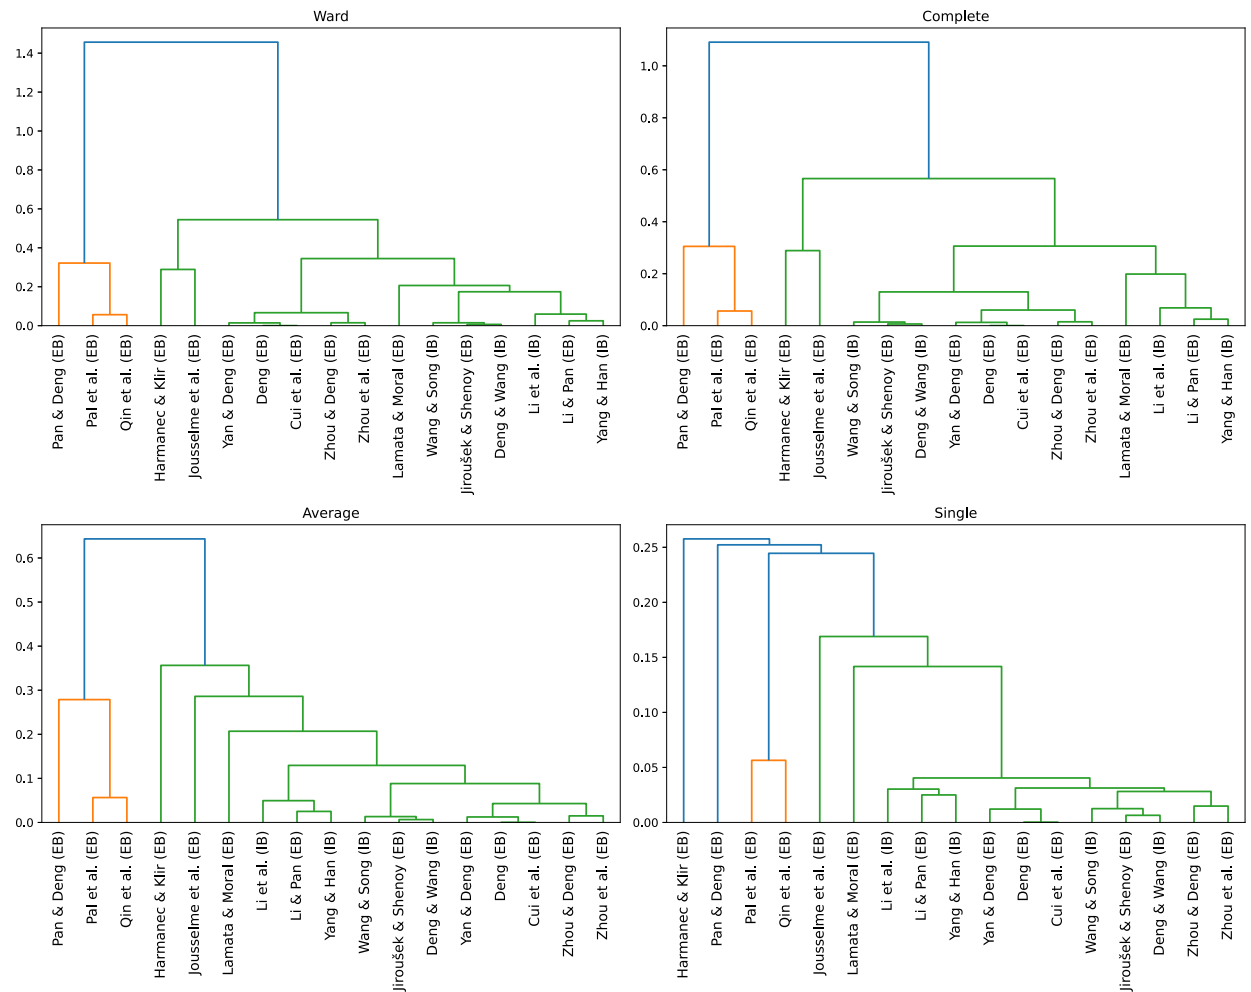 Ward
1.4
1.2
1.0
0.8
0.6
0.4
0.2
0.0
Pan & Deng (EB)
Pal et al. (EB)
Qin et al. (EB)
Harmanec & Klir (EB)
Jousselme et al. (EB)
Yan & Deng (EB)
Deng (EB)
Cui et al. (EB)
Zhou & Deng (EB)
Zhou et al. (EB)
Lamata & Moral (EB)
Wang & Song (IB)
Jiroušek & Shenoy (EB)
Deng & Wang (IB)
Li et al. (IB)
Li & Pan (EB)
Yang & Han (IB)
Complete
1.0
0.8
0.6
0.4
0.2
0.0
Pan & Deng (EB)
Pal et al. (EB)
Qin et al. (EB)
Harmanec & Klir (EB)
Jousselme et al. (EB)
Wang & Song (IB)
Jiroušek & Shenoy (EB)
Deng & Wang (IB)
Yan & Deng (EB)
Deng (EB)
Cui et al. (EB)
Zhou & Deng (EB)
Zhou et al. (EB)
Lamata & Moral (EB)
Li et al. (IB)
Li & Pan (EB)
Yang & Han (IB)
Average
0.6
0.5
0.4
0.3
0.2
0.1
0.0
Pan & Deng (EB)
Pal et al. (EB)
Qin et al. (EB)
Harmanec & Klir (EB)
Jousselme et al. (EB)
Lamata & Moral (EB)
Li et al. (IB)
Li & Pan (EB)
Yang & Han (IB)
Wang & Song (IB)
Jiroušek & Shenoy (EB)
Deng & Wang (IB)
Yan & Deng (EB)
Deng (EB)
Cui et al. (EB)
Zhou & Deng (EB)
Zhou et al. (EB)
Single
0.25
0.20
0.15
0.10
0.05
0.00
Harmanec & Klir (EB)
Pan & Deng (EB)
Pal et al. (EB)
Qin et al. (EB)
Jousselme et al. (EB)
Lamata & Moral (EB)
Li et al. (IB)
Li & Pan (EB)
Yang & Han (IB)
Yan & Deng (EB)
Deng (EB)
Cui et al. (EB)
Wang & Song (IB)
Jiroušek & Shenoy (EB)
Deng & Wang (IB)
Zhou & Deng (EB)
Zhou et al. (EB)